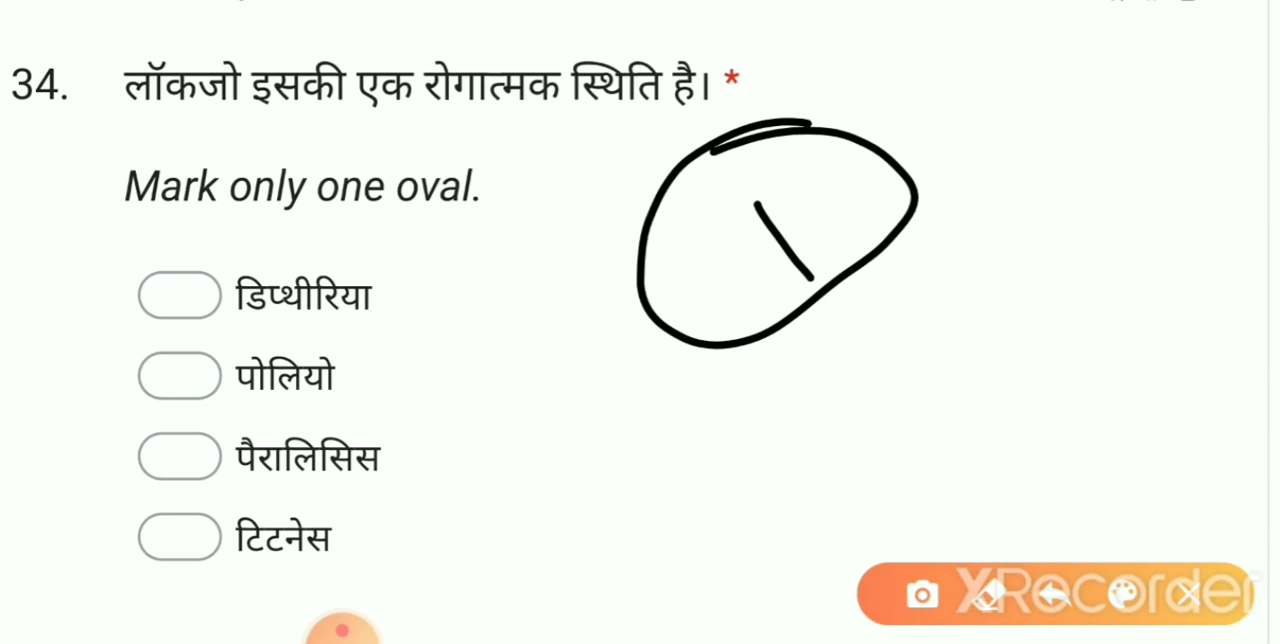 34. लॉकजो इसकी एक रोगात्मक स्थिति है। *
Mark only one oval.
डिप्थीरिया
पोलियो
पैरालिसिस
टिटनेस
XRecorder